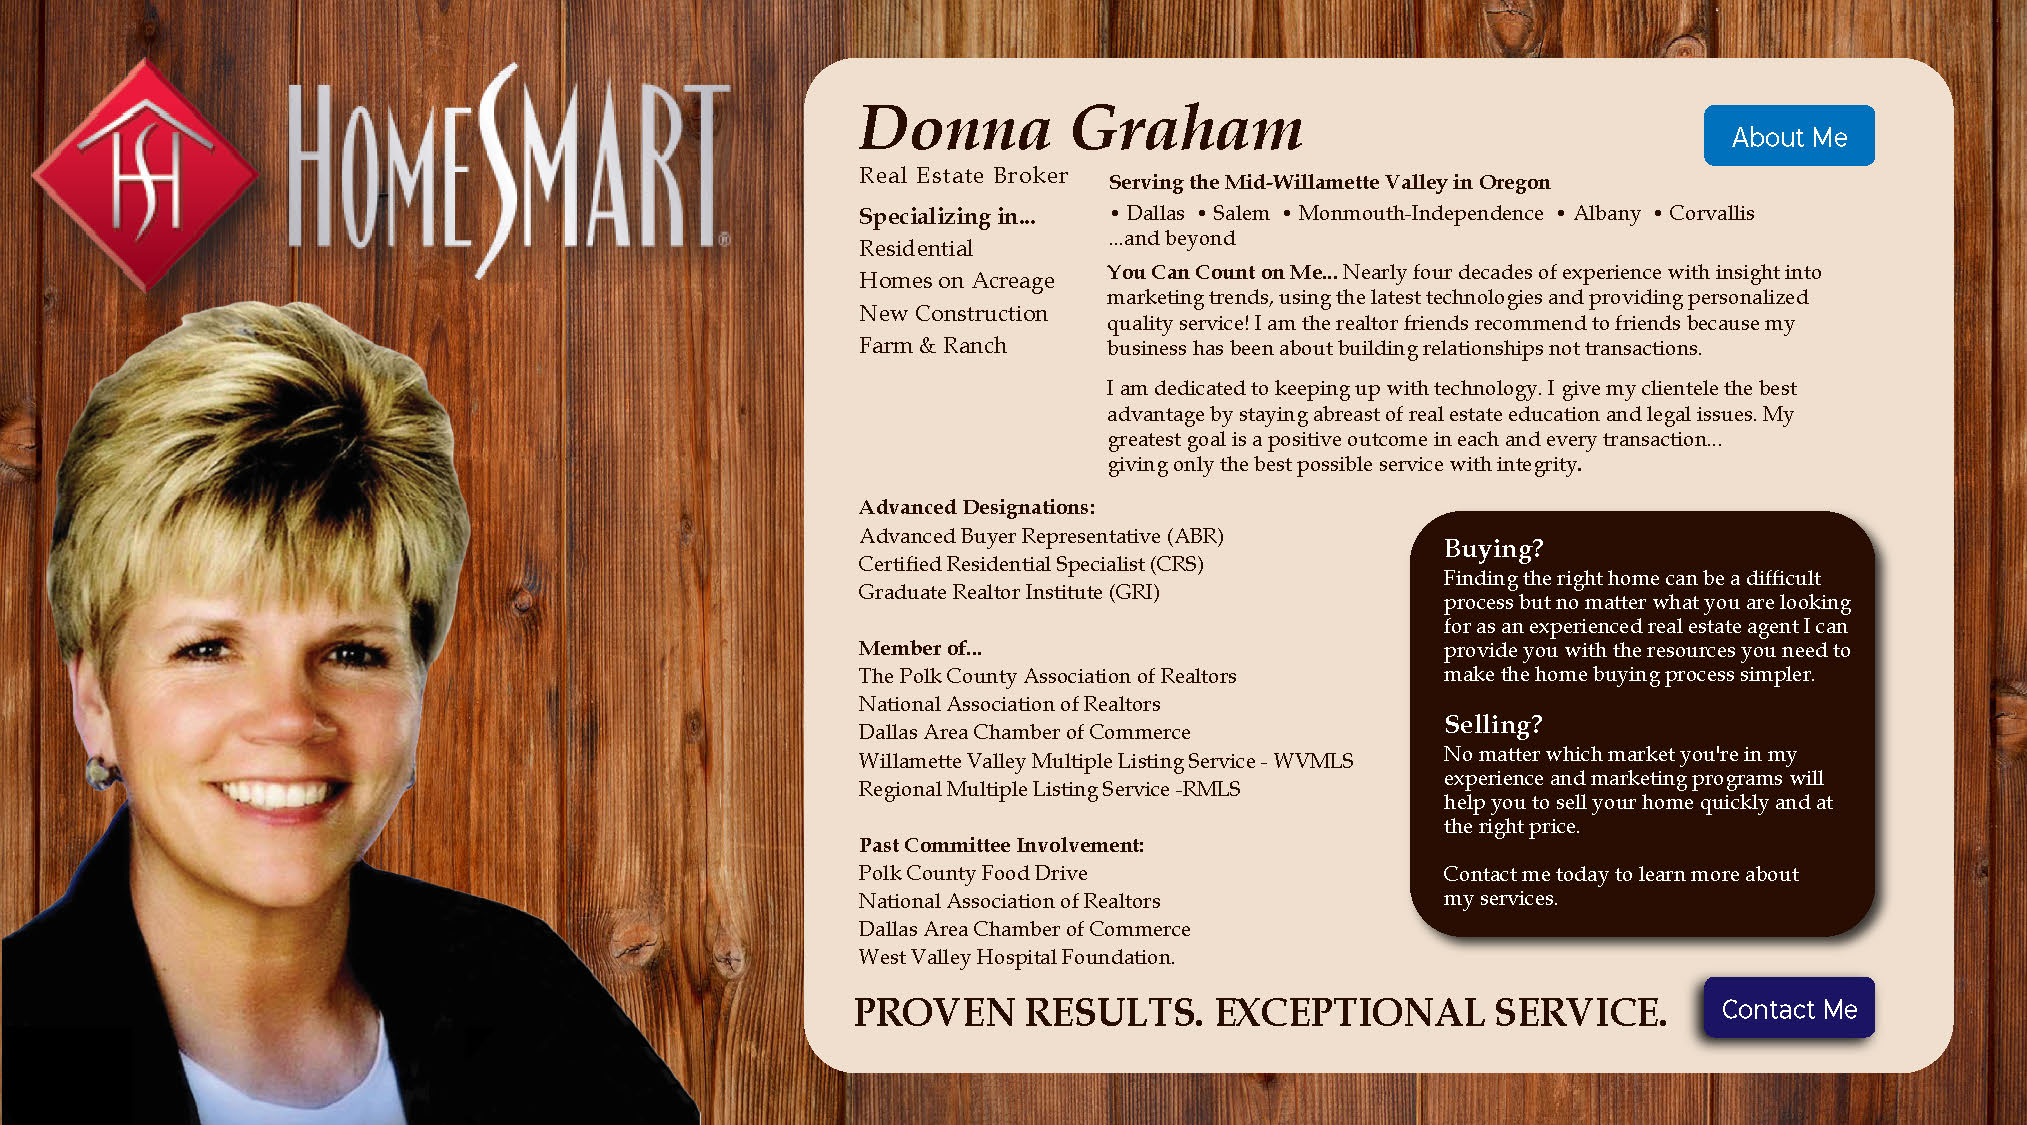 HS
HOMESMART®
Donna Graham
About Me
Real Estate Broker
Specializing in...
Residential
Homes on Acreage
New Construction
Farm & Ranch
Serving the Mid-Willamette Valley in Oregon
• Dallas • Salem • Monmouth-Independence • Albany • Corvallis
...and beyond
You Can Count on Me... Nearly four decades of experience with insight into
marketing trends, using the latest technologies and providing personalized
quality service! I am the realtor friends recommend to friends because my
business has been about building relationships not transactions.
I am dedicated to keeping up with technology. I give my clientele the best
advantage by staying abreast of real estate education and legal issues. My
greatest goal is a positive outcome in each and every transaction...
giving only the best possible service with integrity.
Advanced Designations:
Advanced Buyer Representative (ABR)
Certified Residential Specialist (CRS)
Graduate Realtor Institute (GRI)
Member of...
The Polk County Association of Realtors
National Association of Realtors
Dallas Area Chamber of Commerce
Willamette Valley Multiple Listing Service - WVMLS
Regional Multiple Listing Service -RMLS
Past Committee Involvement:
Polk County Food Drive
National Association of Realtors
Dallas Area Chamber of Commerce
West Valley Hospital Foundation.
Buying?
Finding the right home can be a difficult
process but no matter what you are looking
for as an experienced real estate agent I can
provide you with the resources you need to
make the home buying process simpler.
Selling?
No matter which market you're in my
experience and marketing programs will
help you to sell your home quickly and at
the right price.
Contact me today to learn more about
my services.
PROVEN RESULTS. EXCEPTIONAL SERVICE.
Contact Me